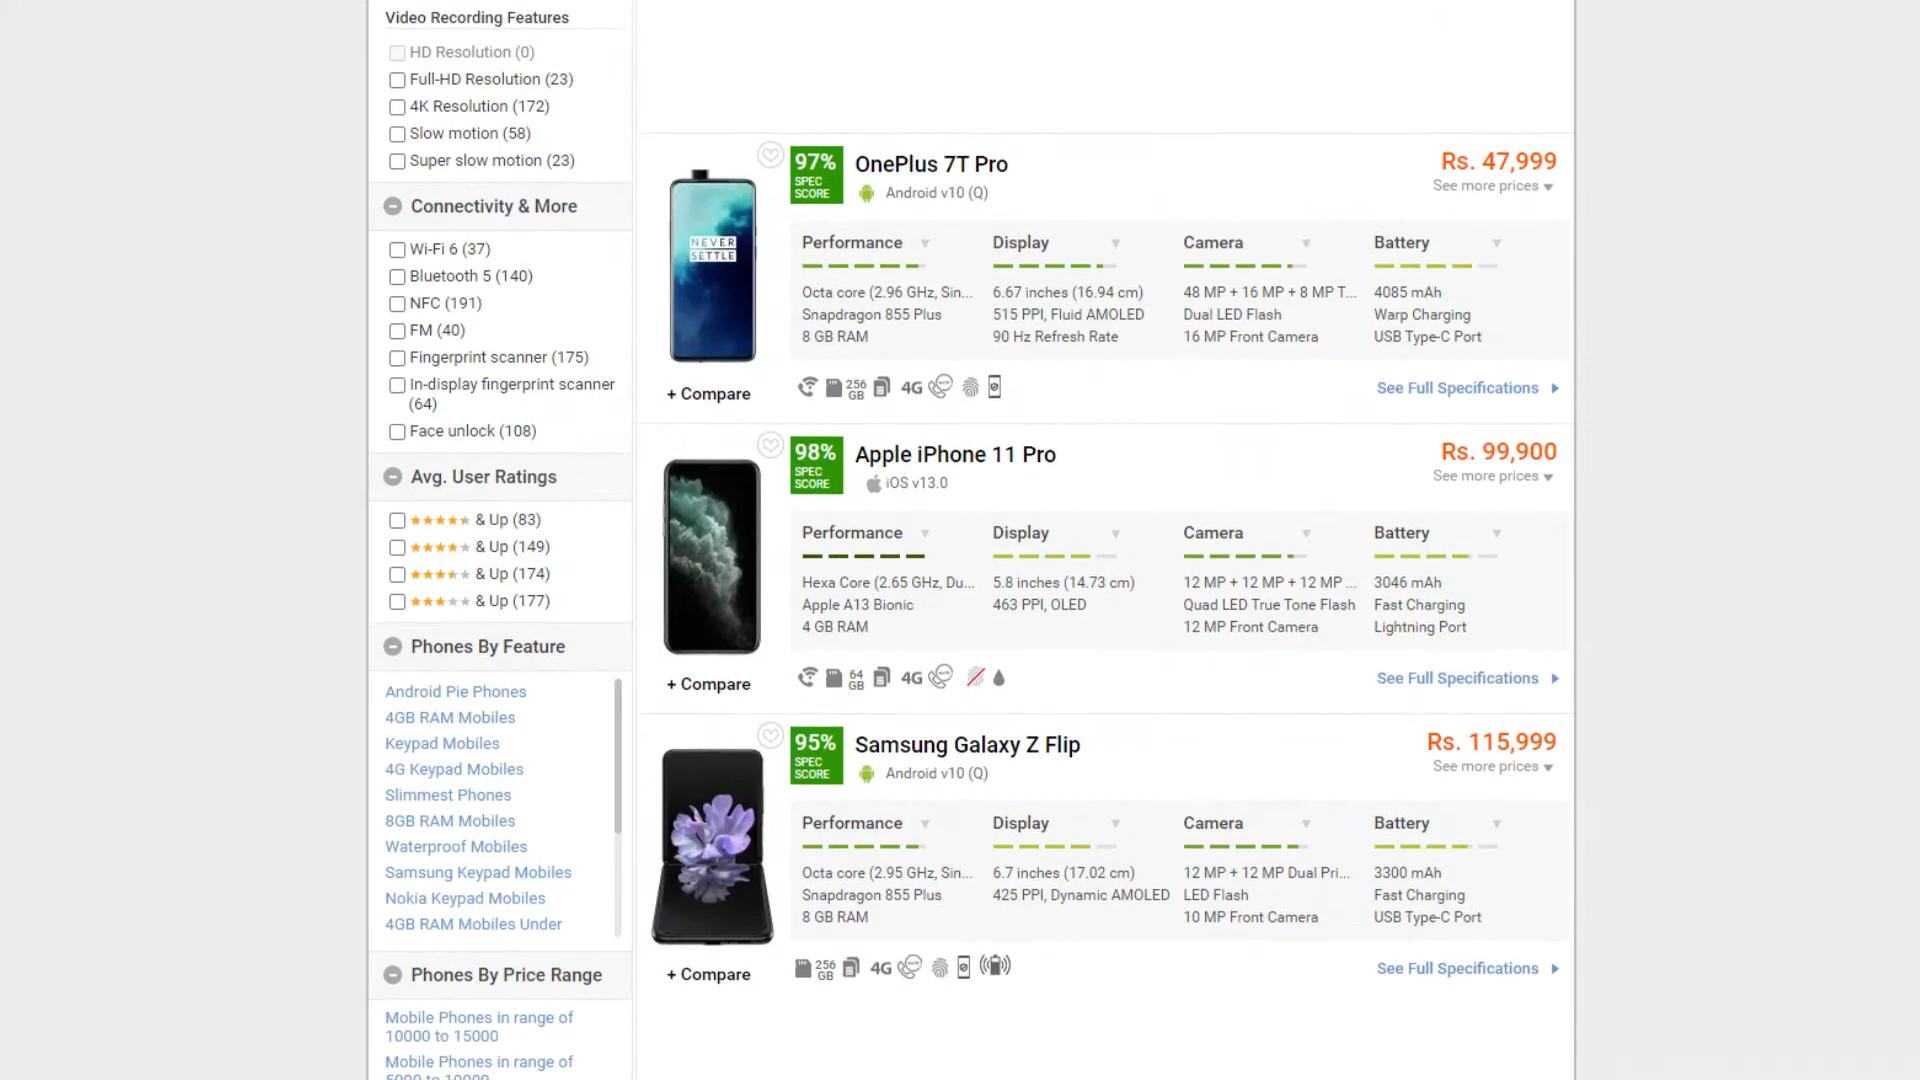 Video Recording Features
HD Resolution (0)
Full-HD Resolution (23)
4K Resolution (172)
Slow motion (58)
Super slow motion (23)
Connectivity & More
Wi-Fi 6 (37)
Bluetooth 5 (140)
NFC (191)
FM (40)
Fingerprint scanner (175)
In-display fingerprint scanner
(64)
Face unlock (108)
Avg. User Ratings
& Up (83)
& Up (149)
& Up (174)
& Up (177)
Phones By Feature
Android Pie Phones
4GB RAM Mobiles
Keypad Mobiles
4G Keypad Mobiles
Slimmest Phones
8GB RAM Mobiles
Waterproof Mobiles
Samsung Keypad Mobiles
Nokia Keypad Mobiles
4GB RAM Mobiles Under
Phones By Price Range
Mobile Phones in range of
10000 to 15000
Mobile Phones in range of
5000 to 10000
NEVER
SETTLE
+ Compare
97%
SPEC
SCORE
OnePlus 7T Pro
Android v10 (Q)
Rs. 47,999
See more prices
Performance Display Camera Battery
Octa core (2.96 GHz, Sin... 6.67 inches (16.94 cm) 48 MP + 16 MP + 8 MP T... 4085 mAh
Snapdragon 855 Plus 515 PPI, Fluid AMOLED Dual LED Flash Warp Charging
8 GB RAM 90 Hz Refresh Rate 16 MP Front Camera USB Type-C Port
256 GB 4G
See Full Specifications
+ Compare
98%
SPEC
SCORE
Apple iPhone 11 Pro
iOS v13.0
Rs. 99,900
See more prices
Performance Display Camera Battery
Hexa Core (2.65 GHz, Du... 5.8 inches (14.73 cm) 12 MP + 12 MP + 12 MP ... 3046 mAh
Apple A13 Bionic 463 PPI, OLED Quad LED True Tone Flash Fast Charging
4 GB RAM 12 MP Front Camera Lightning Port
64 GB 4G
See Full Specifications
+ Compare
95%
SPEC
SCORE
Samsung Galaxy Z Flip
Android v10 (Q)
Rs. 115,999
See more prices
Performance Display Camera Battery
Octa core (2.95 GHz, Sin... 6.7 inches (17.02 cm) 12 MP + 12 MP Dual Pri... 3300 mAh
Snapdragon 855 Plus 425 PPI, Dynamic AMOLED LED Flash Fast Charging
8 GB RAM 10 MP Front Camera USB Type-C Port
256 GB 4G
See Full Specifications